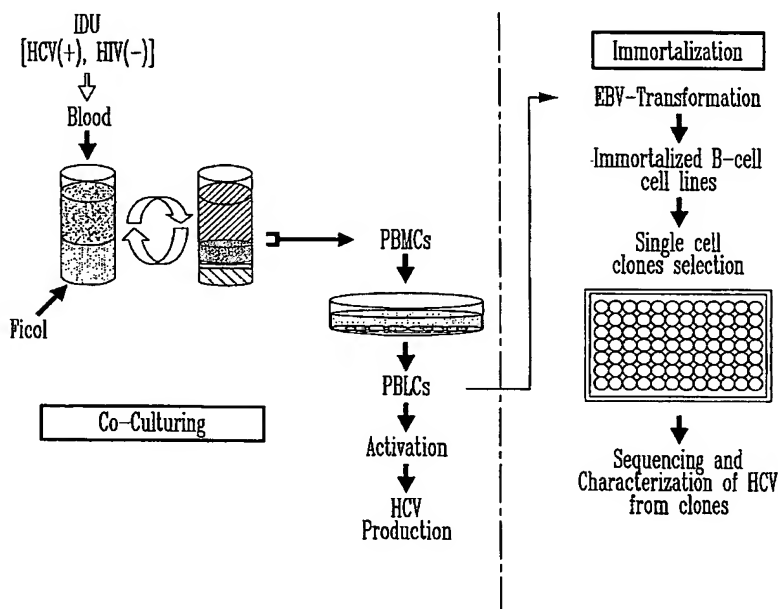 IDU
[HCV(+), HIV(-)]
Blood
Ficol
Co-Culturing
PBMCs
PBLCs
Activation
HCV
Production
Immortalization
EBV-Transformation
Immortalized B-cell
cell lines
Single cell
clones selection
Sequencing and
Characterization of HCV
from clones